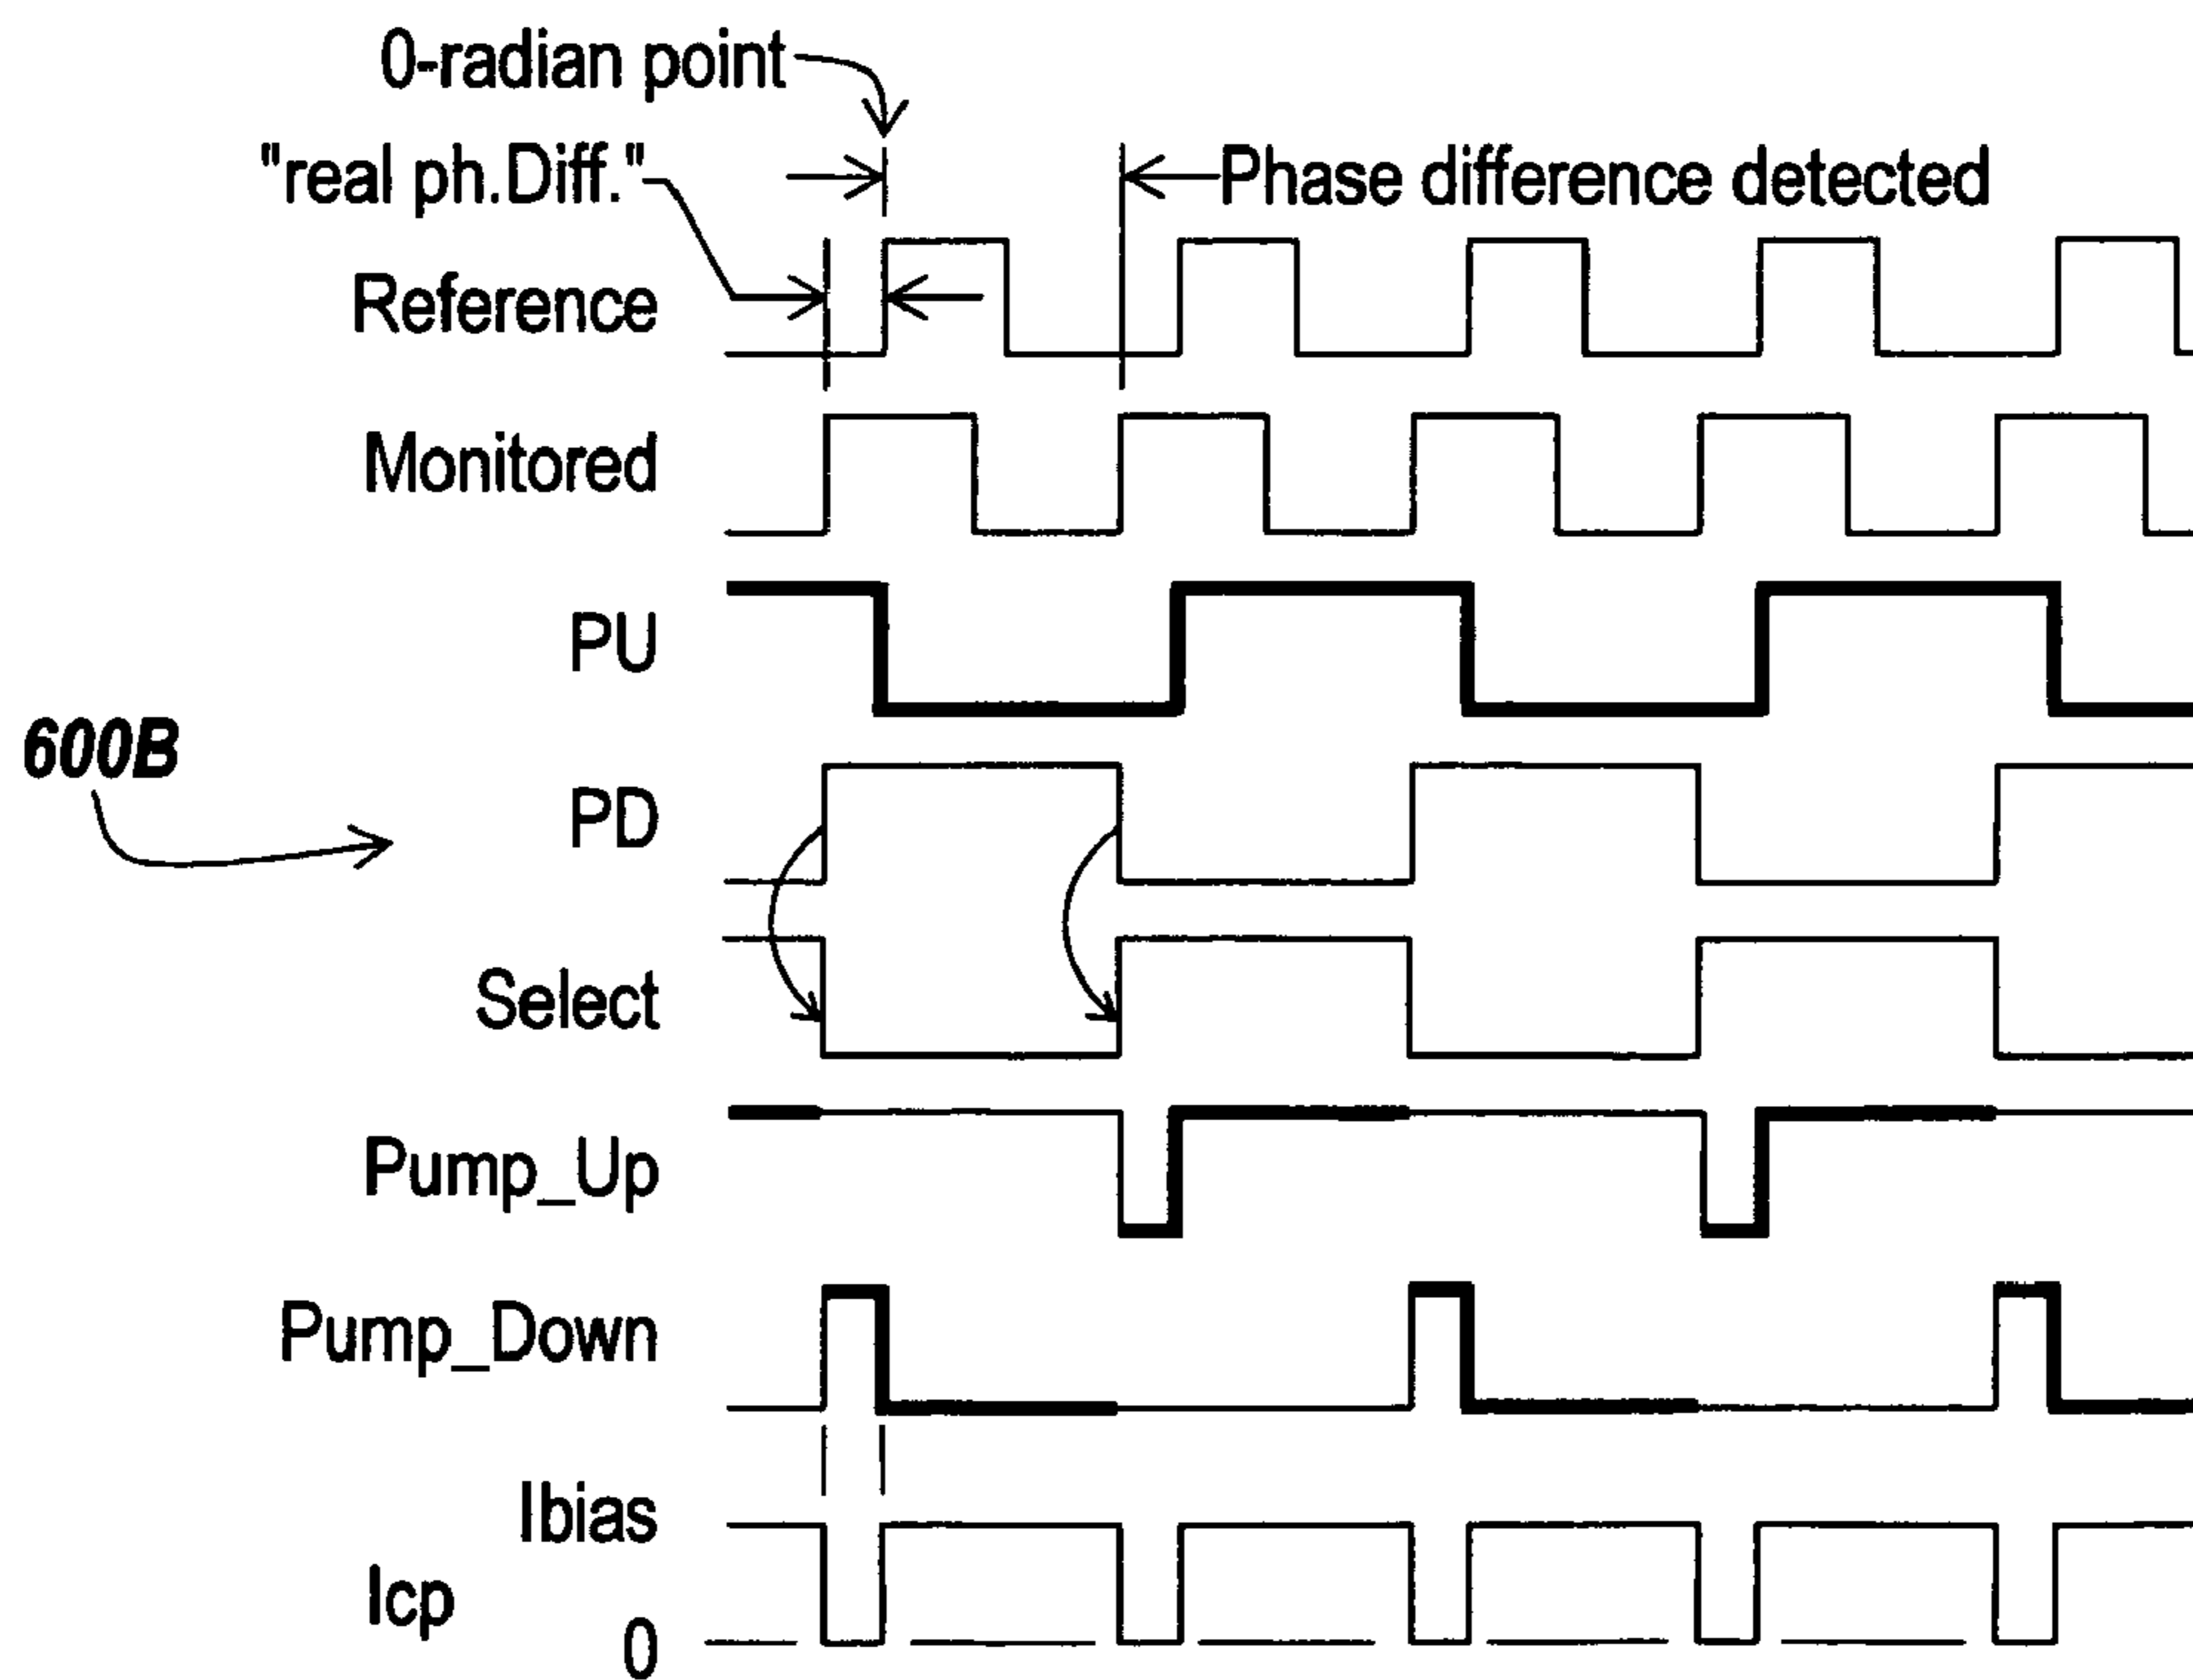 0-radian point
"real ph.Diff."
Phase difference detected
Reference
Monitored
PU
600B
PD
Select
Pump_Up
Pump_Down
Ibias
Icp
0